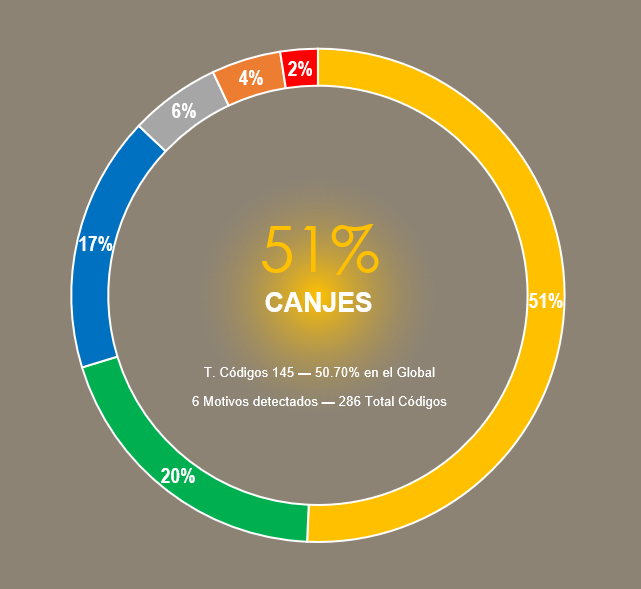 2%
4%
6%
17%
51%
CANJES
51%
T. Códigos 145 — 50.70% en el Global
6 Motivos detectados — 286 Total Códigos
20%